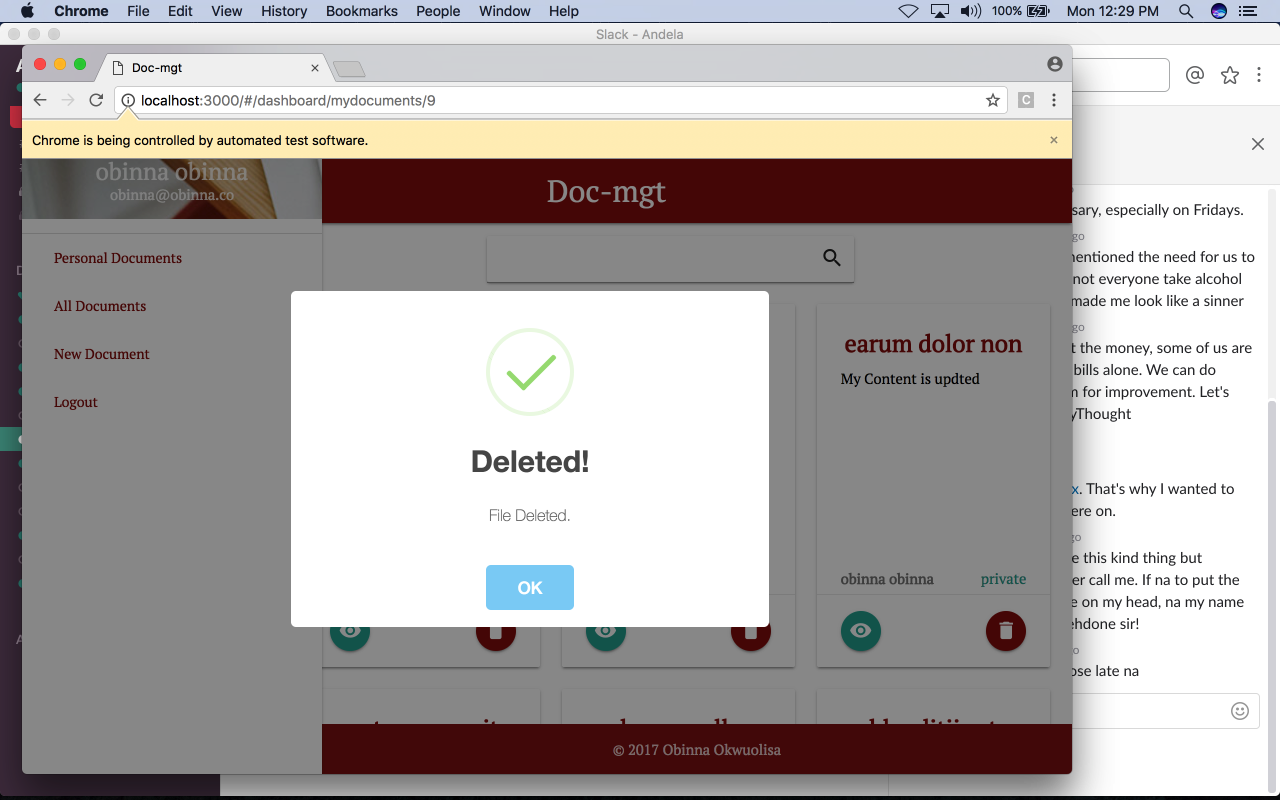 Chrome File Edit View History Bookmarks People Window Help 100% Mon 12:29 PM
Slack - Andela
Doc-mgt
localhost:3000/#/dashboard/mydocuments/9
Chrome is being controlled by automated test software.
obinna obinna
obinna@obinna.co
Personal Documents
All Documents
New Document
Logout
Doc-mgt
earum dolor non
My Content is updted
obinna obinna private
Deleted!
File Deleted.
OK
© 2017 Obinna Okwuolisa
sary, especially on Fridays.
go
mentioned the need for us to
not everyone take alcohol
made me look like a sinner
go
t the money, some of us are
bills alone. We can do
m for improvement. Let's
yThought
x. That's why I wanted to
ere on.
go
e this kind thing but
er call me. If na to put the
e on my head, na my name
ehdone sir!
o
ose late na